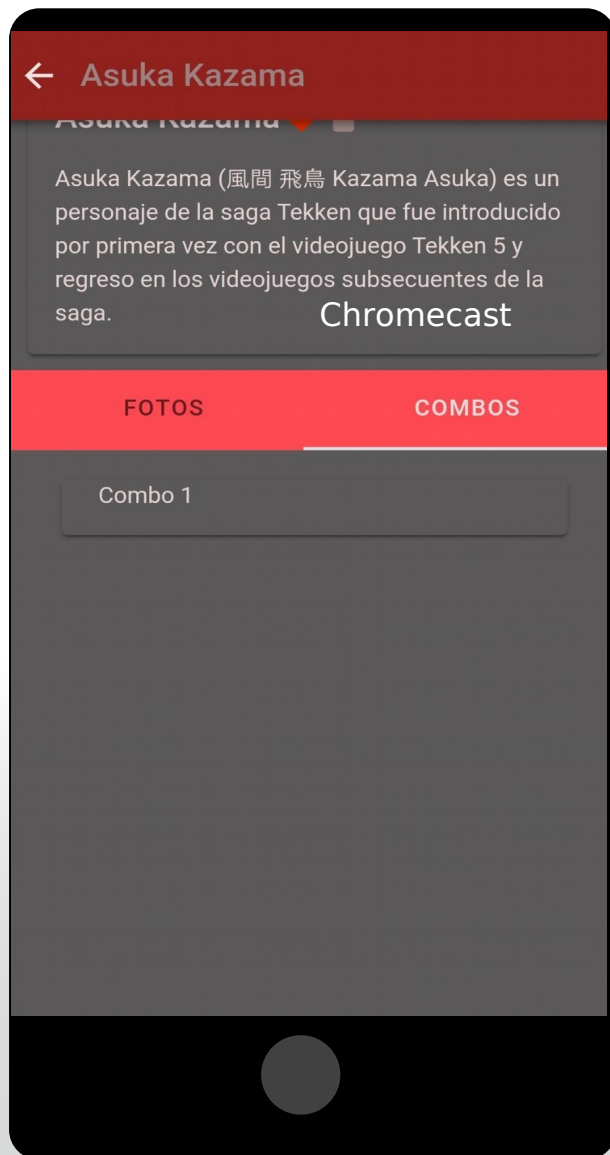 Asuka Kazama
Asuka Kazama
Asuka Kazama (風間 飛鳥 Kazama Asuka) es un
personaje de la saga Tekken que fue introducido
por primera vez con el videojuego Tekken 5 y
regreso en los videojuegos subsecuentes de la
saga.
Chromecast
FOTOS
COMBOS
Combo 1